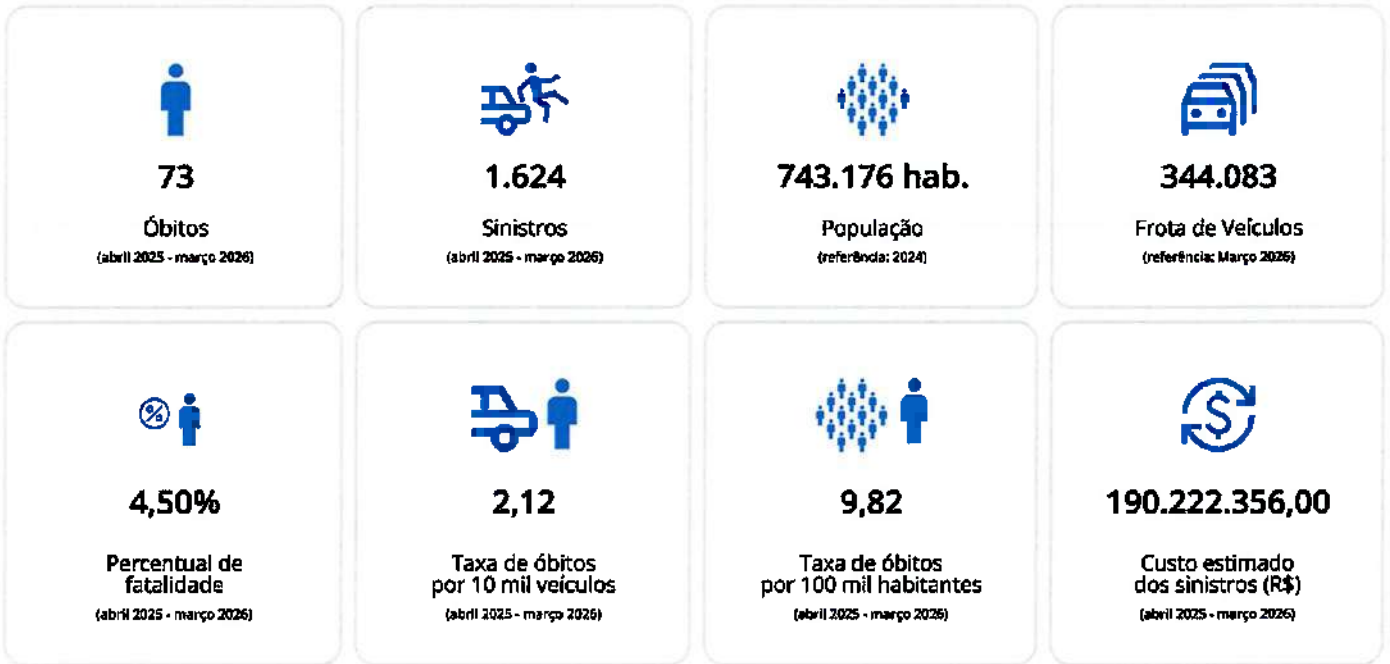 73
Óbitos
(abril 2025 - março 2026)
1.624
Sinistros
(abril 2025 - março 2026)
743.176 hab.
População
(referência: 2024)
344.083
Frota de Veículos
(referência: Março 2026)
4,50%
Percentual de
fatalidade
(abril 2025 - março 2026)
2,12
Taxa de óbitos
por 10 mil veículos
(abril 2025 - março 2026)
9,82
Taxa de óbitos
por 100 mil habitantes
(abril 2025 - março 2026)
190.222.356,00
Custo estimado
dos sinistros (R$)
(abril 2025 - março 2026)